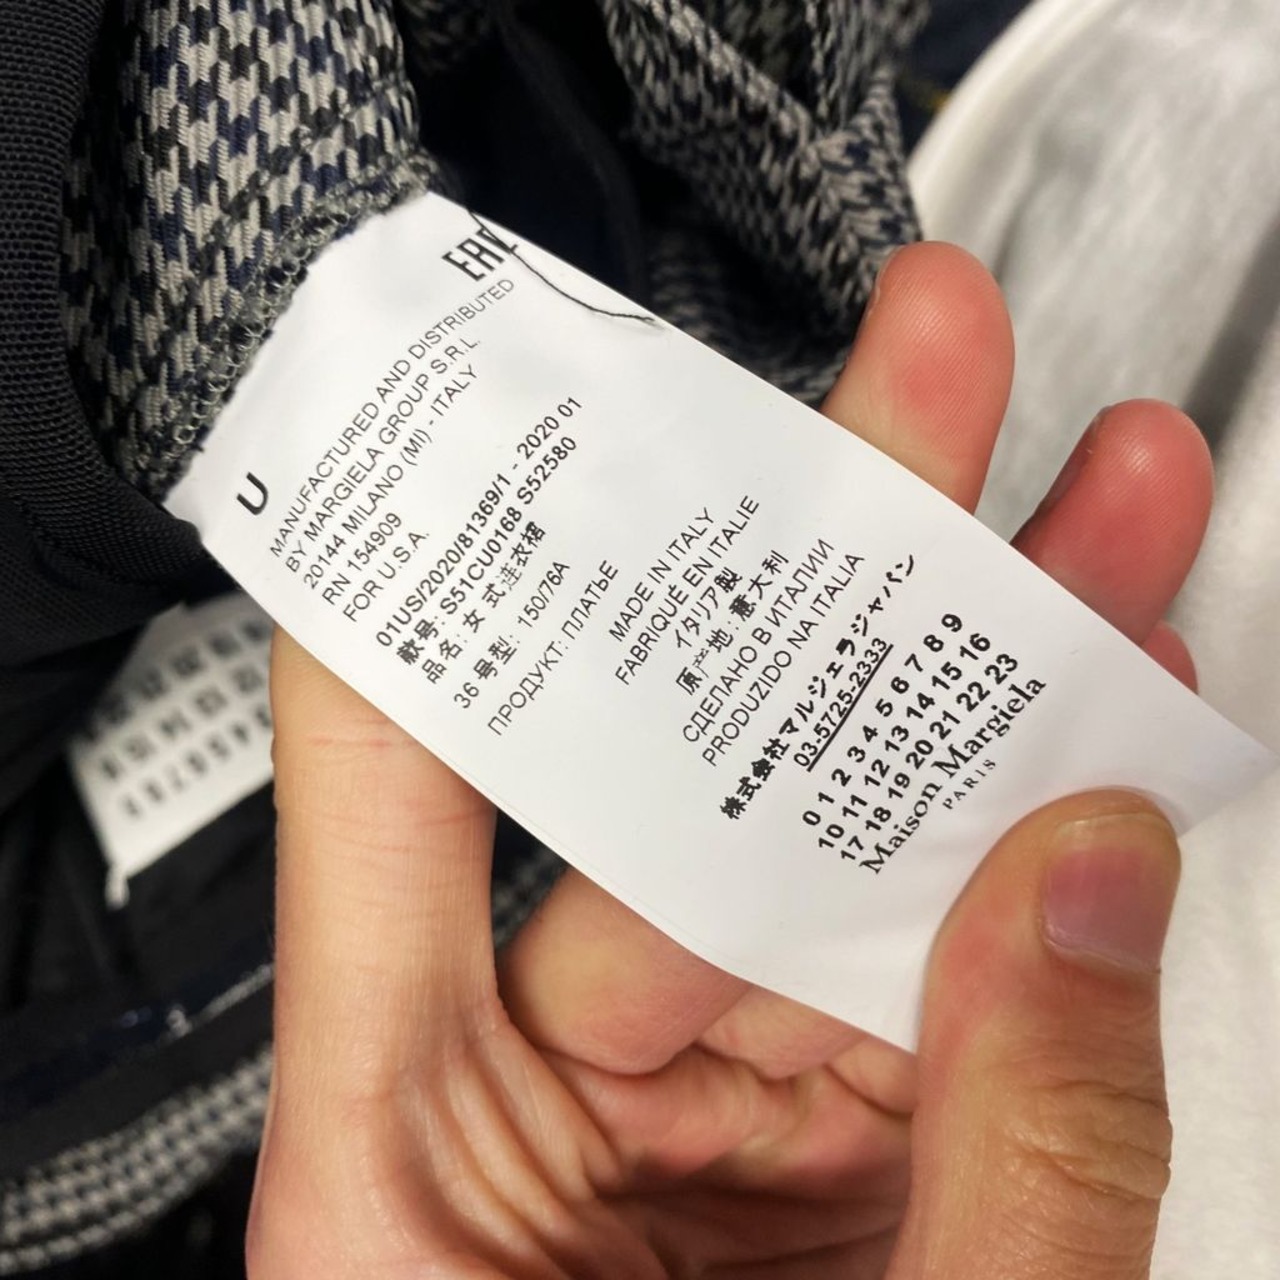 EAC
U
MANUFACTURED AND DISTRIBUTED
BY MARGIELA GROUP S.R.L.
20144 MILANO (MI) - ITALY
RN 154909
FOR U.S.A.
01US/2020/81369/1 - 2020 01
款号: S51CU0168 S52580
品名: 女 式连衣裙
36 号型: 150/76A
ПРОДУКТ: ПЛАТЬЕ
MADE IN ITALY
FABRIQUÉ EN ITALIE
イタリア製
原产地: 意大利
СДЕЛАНО В ИТАЛИИ
PRODUZIDO NA ITALIA
株式会社マルジェラジャパン
03-5725-2333
0 1 2 3 4 5 6 7 8 9
10 11 12 13 14 15 16
17 18 19 20 21 22 23
Maison Margiela
PARIS